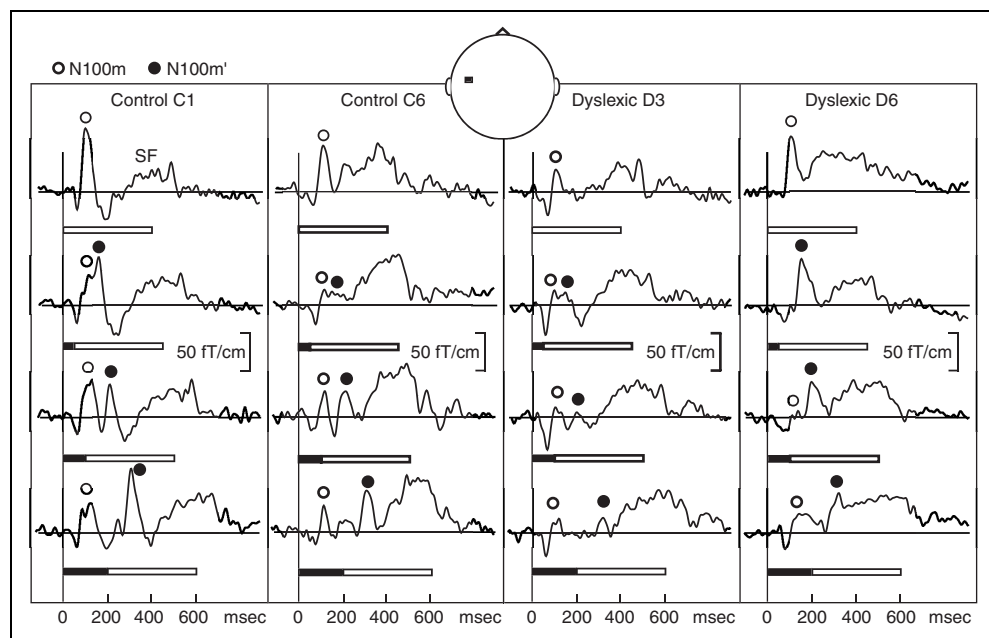 N100m N100m'
Control C1 Control C6 Dyslexic D3 Dyslexic D6
SF
50 fT/cm 50 fT/cm 50 fT/cm 50 fT/cm
0 200 400 600 msec 0 200 400 600 msec 0 200 400 600 msec 0 200 400 600 msec